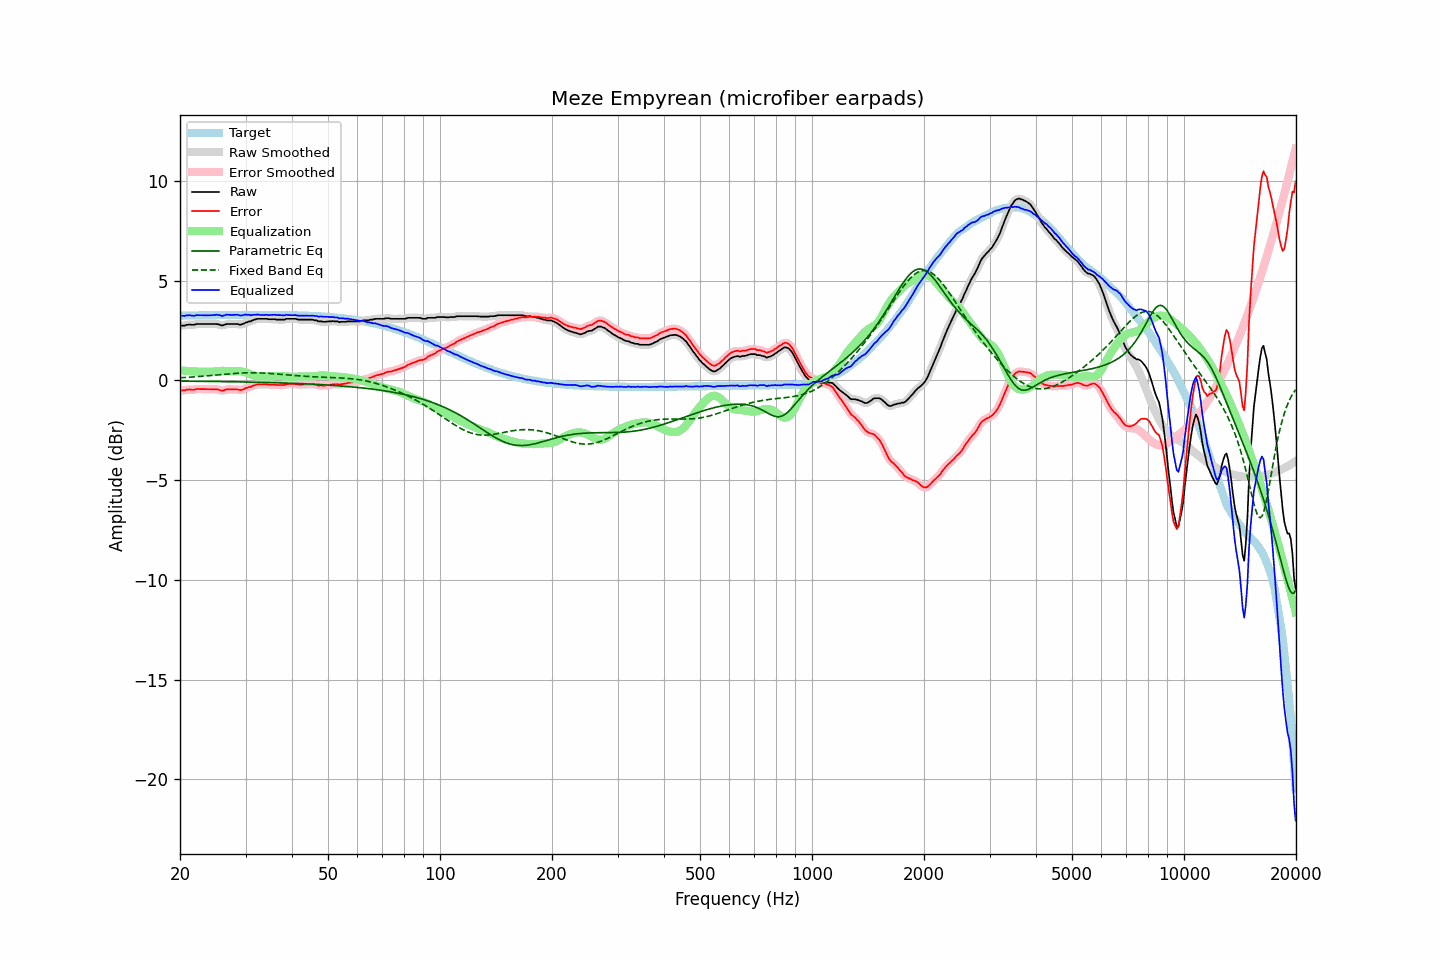 Meze Empyrean (microfiber earpads)
Target
Raw Smoothed
Error Smoothed
Raw
Error
Equalization
Parametric Eq
Fixed Band Eq
Equalized
10
5
0
−5
−10
−15
−20
Amplitude (dBr)
20 50 100 200 500 1000 2000 5000 10000 20000
Frequency (Hz)